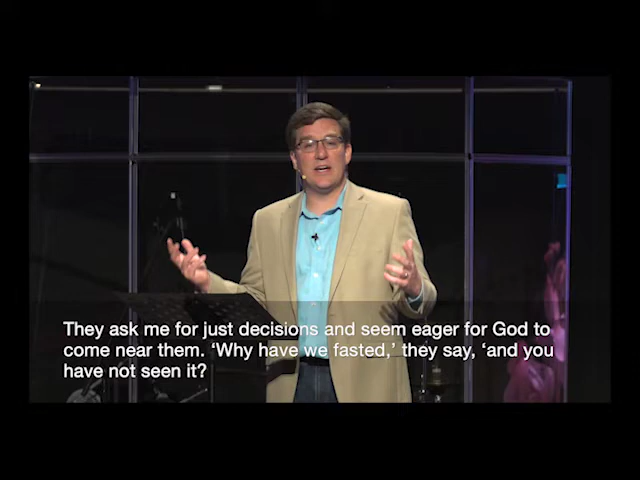 They ask me for just decisions and seem eager for God to
come near them. ‘Why have we fasted,’ they say, ‘and you
have not seen it?